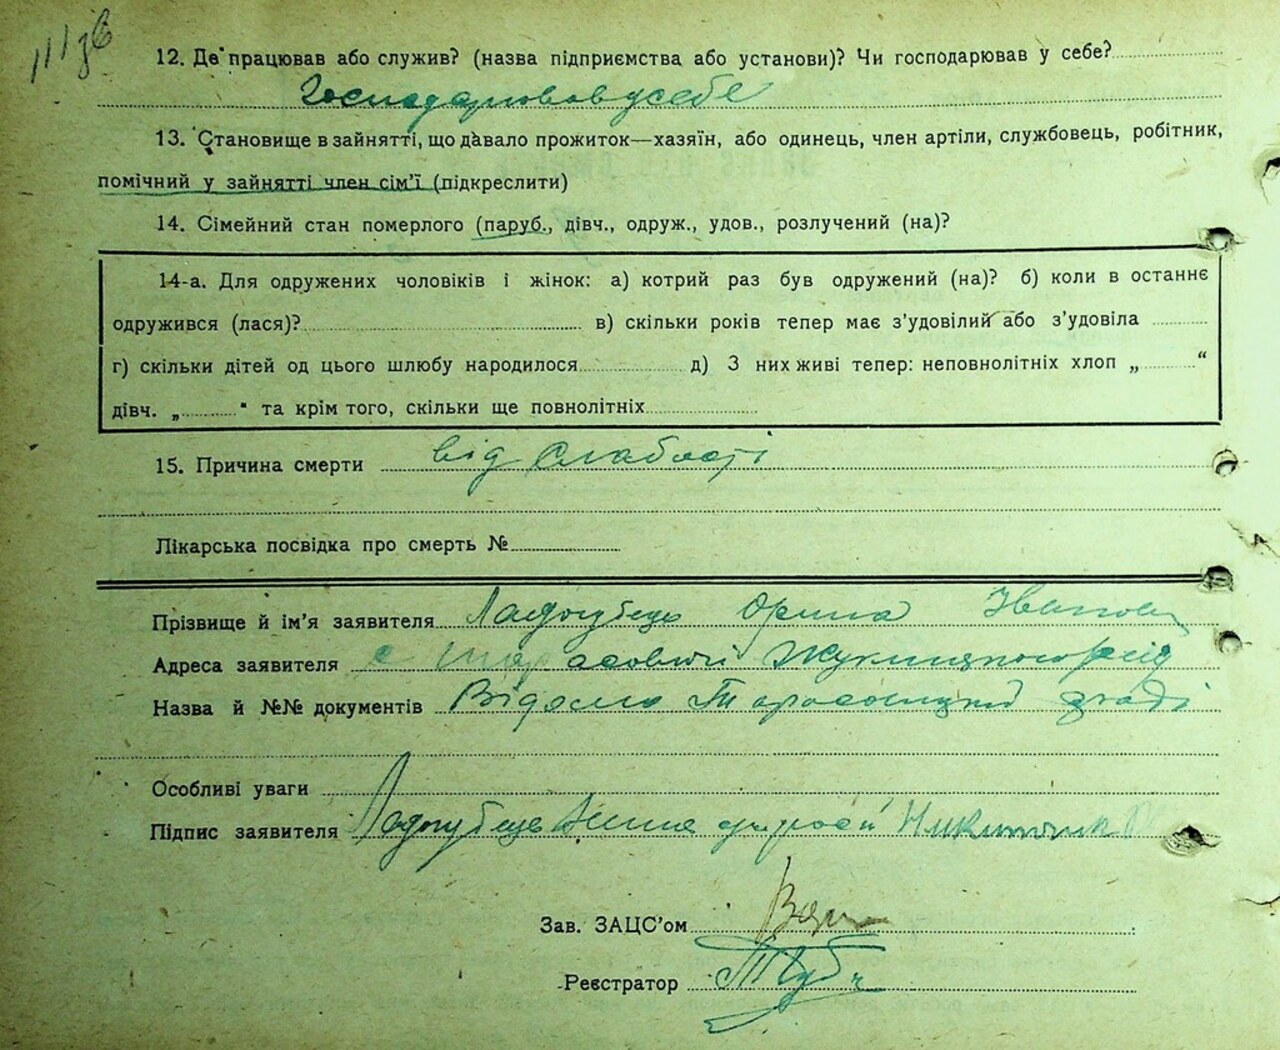 12. Де працював або служив? (назва підприємства або установи)? Чи господарював у себе?
Господарював у себе
13. Становище в зайнятті, що давало прожиток—хазяїн, або одинець, член артілі, службовець, робітник,
помічний у зайнятті член сім'ї (підкреслити)
14. Сімейний стан померлого (паруб., дівч., одруж., удов., розлучений (на)?
14-а. Для одружених чоловіків і жінок: а) котрий раз був одружений (на)? б) коли в останнє
одружився (лася)? в) скільки років тепер має з'удовілий або з'удовіла
г) скільки дітей од цього шлюбу народилося д) З них живі тепер: неповнолітніх хлоп „ “
дівч. „ “ та крім того, скільки ще повнолітніх
15. Причина смерти від слабості
Лікарська посвідка про смерть №
Прізвище й ім'я заявителя Орина
Адреса заявителя с
Назва й №№ документів
Особливі уваги
Підпис заявителя
Зав. ЗАЦС'ом
Реєстратор